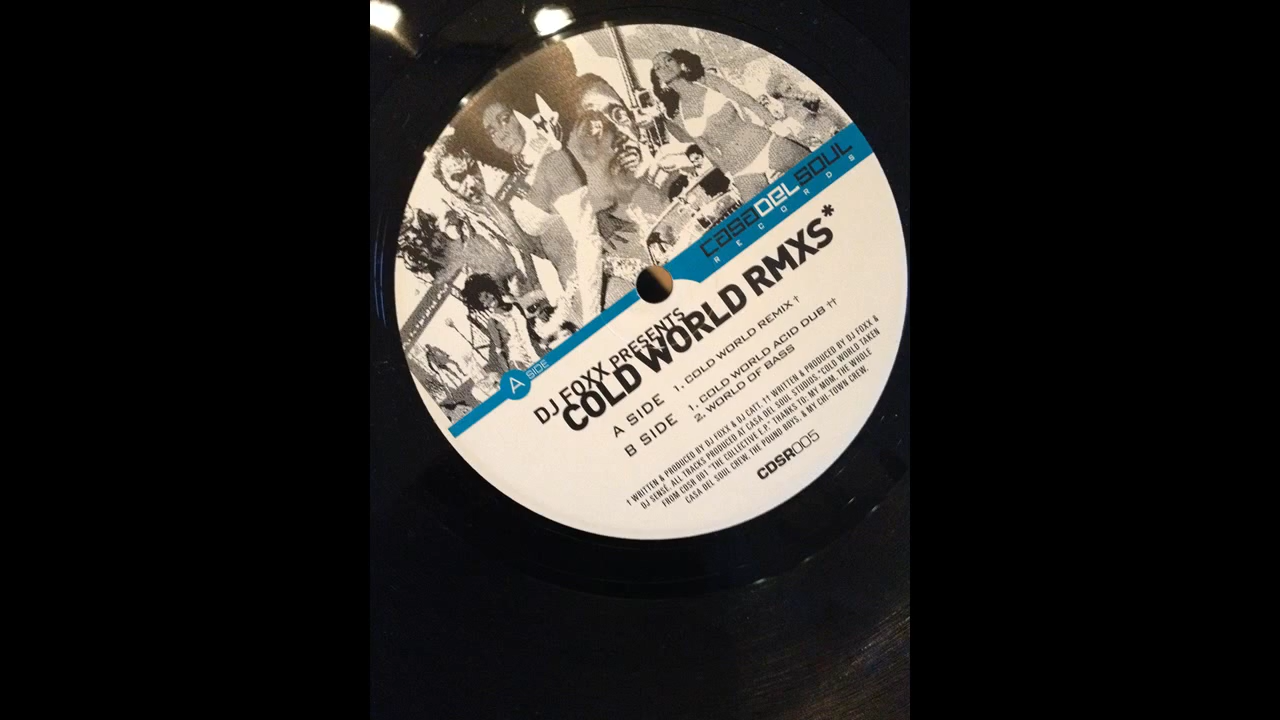 CASADELSOUL
RECORDS
A SIDE
DJ FOXX PRESENTS
COLD WORLD RMXS*
A SIDE 1. COLD WORLD REMIX †
B SIDE 1. COLD WORLD ACID DUB ††
2. WORLD OF BASS
† WRITTEN & PRODUCED BY DJ FOXX & DJ CATT. †† WRITTEN & PRODUCED BY DJ FOXX &
DJ SENSE. ALL TRACKS PRODUCED AT CASA DEL SOUL STUDIOS. *COLD WORLD TAKEN
FROM CDSR 001 "THE COLLECTIVE E.P." THANKS TO: MY MOM, THE WHOLE
CASA DEL SOUL CREW, THE POUND BOYS, & MY CHI-TOWN CREW.
CDSR005